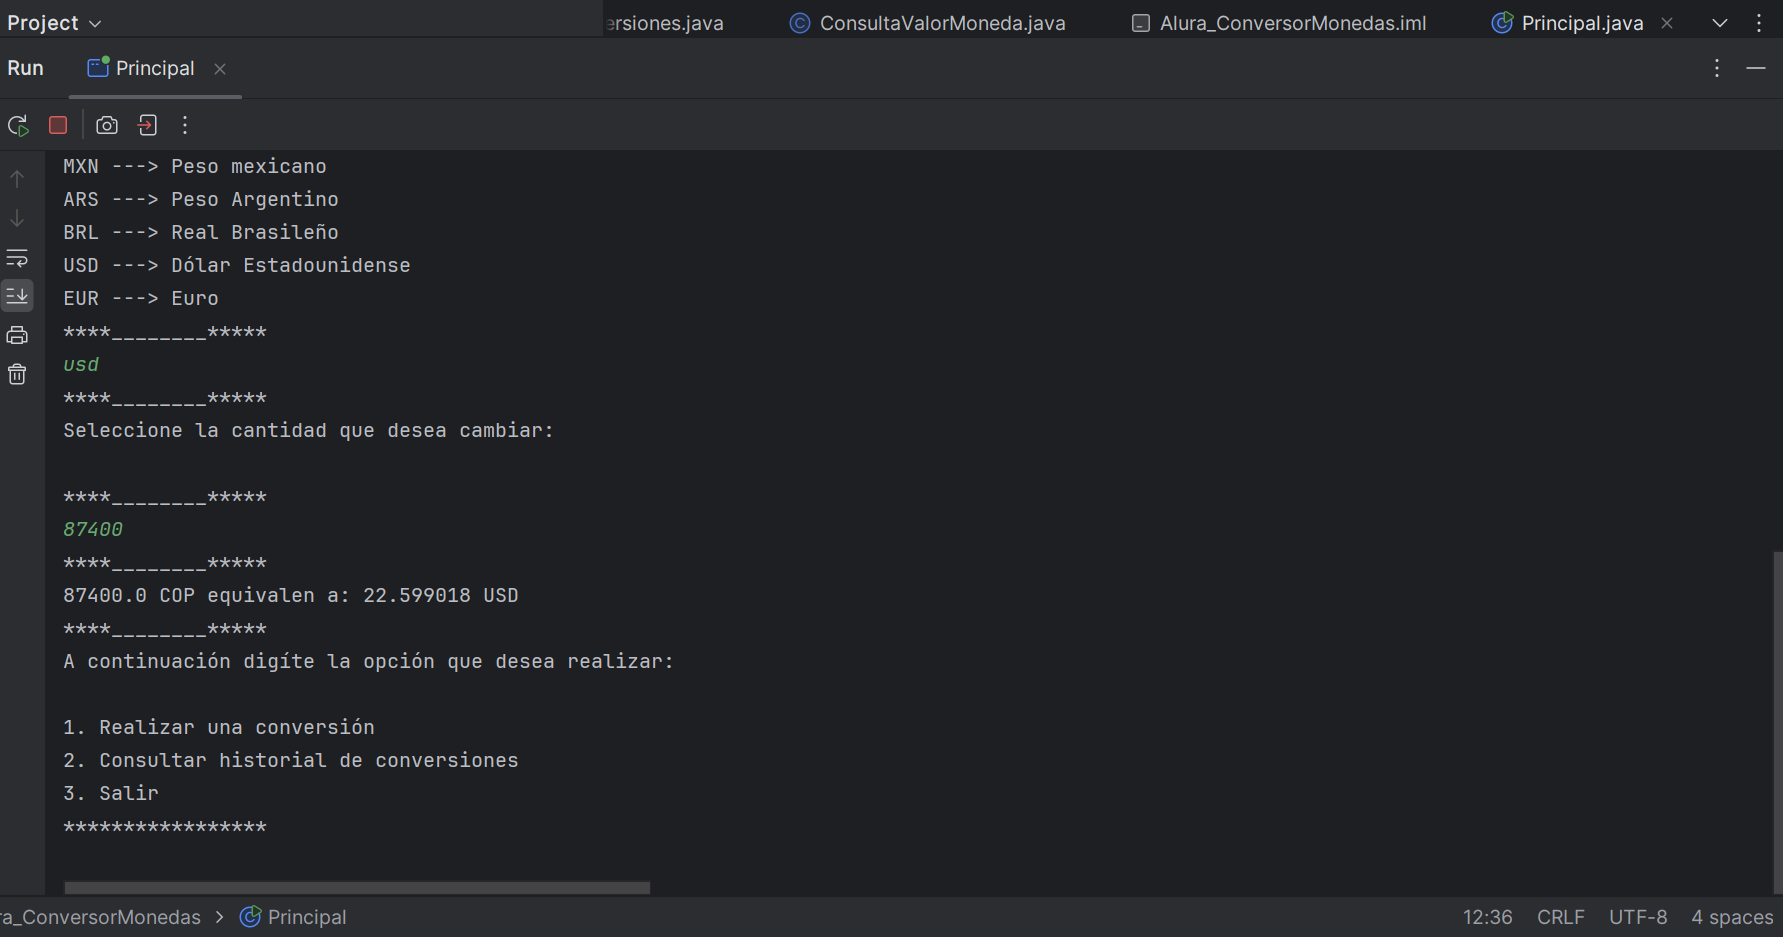 Project
ersiones.java ConsultaValorMoneda.java Alura_ConversorMonedas.iml Principal.java
Run Principal
MXN ---> Peso mexicano
ARS ---> Peso Argentino
BRL ---> Real Brasileño
USD ---> Dólar Estadounidense
EUR ---> Euro
****________*****
usd
****________*****
Seleccione la cantidad que desea cambiar:
****________*****
87400
****________*****
87400.0 COP equivalen a: 22.599018 USD
****________*****
A continuación digíte la opción que desea realizar:
1. Realizar una conversión
2. Consultar historial de conversiones
3. Salir
*****************
ra_ConversorMonedas > Principal 12:36 CRLF UTF-8 4 spaces